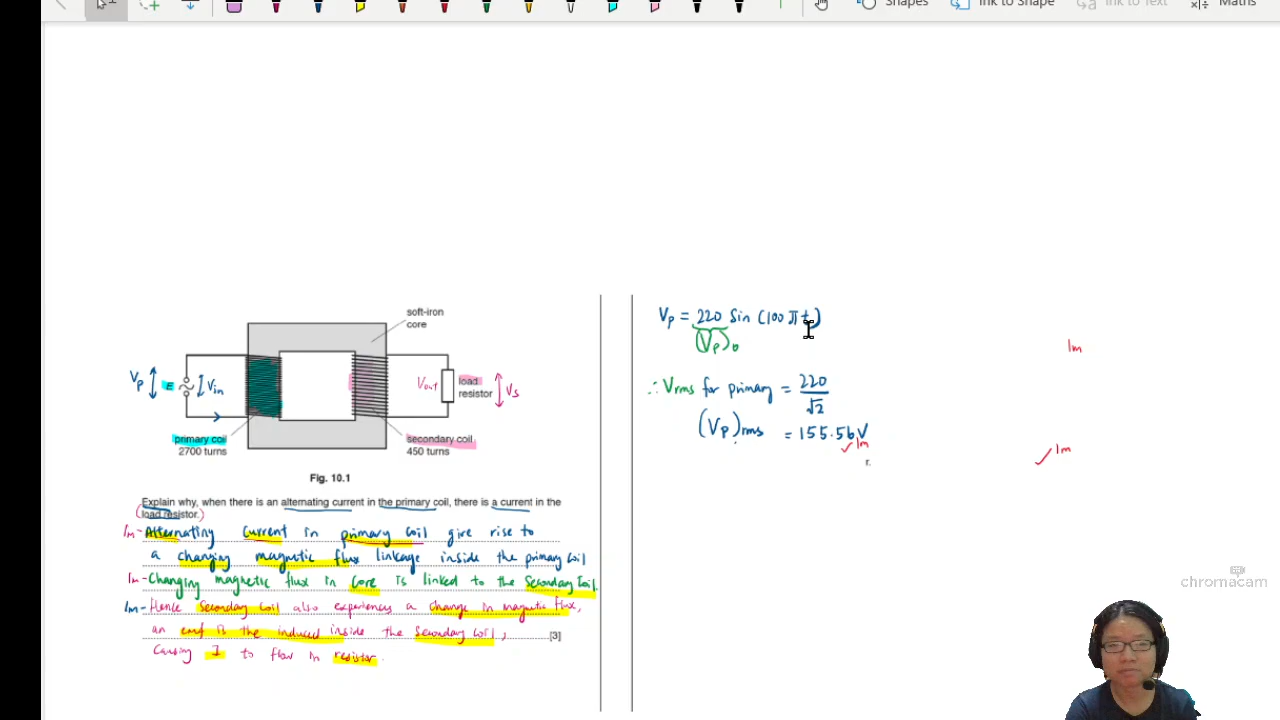 Shapes
Ink to Shape
Ink to Text
Maths
soft-iron
core
Vp
E
Vin
Vout
load
resistor
Vs
primary coil
2700 turns
secondary coil
450 turns
Fig. 10.1
Explain why, when there is an alternating current in the primary coil, there is a current in the
(load resistor.)
1m - Alternating current in primary coil give rise to
a changing magnetic flux linkage inside the primary coil
1m - Changing magnetic flux in core is linked to the Secondary Coil.
1m - Hence Secondary Coil also experiences a change in magnetic flux,
an emf is the induced inside the Secondary Coil,
[3]
Causing I to flow in resistor.
Vp = 220 sin (100πt)
(Vp)₀
∴ Vrms for primary = 220/√2
(Vp)rms = 155.56V
1m
r.
1m
1m
chromacam